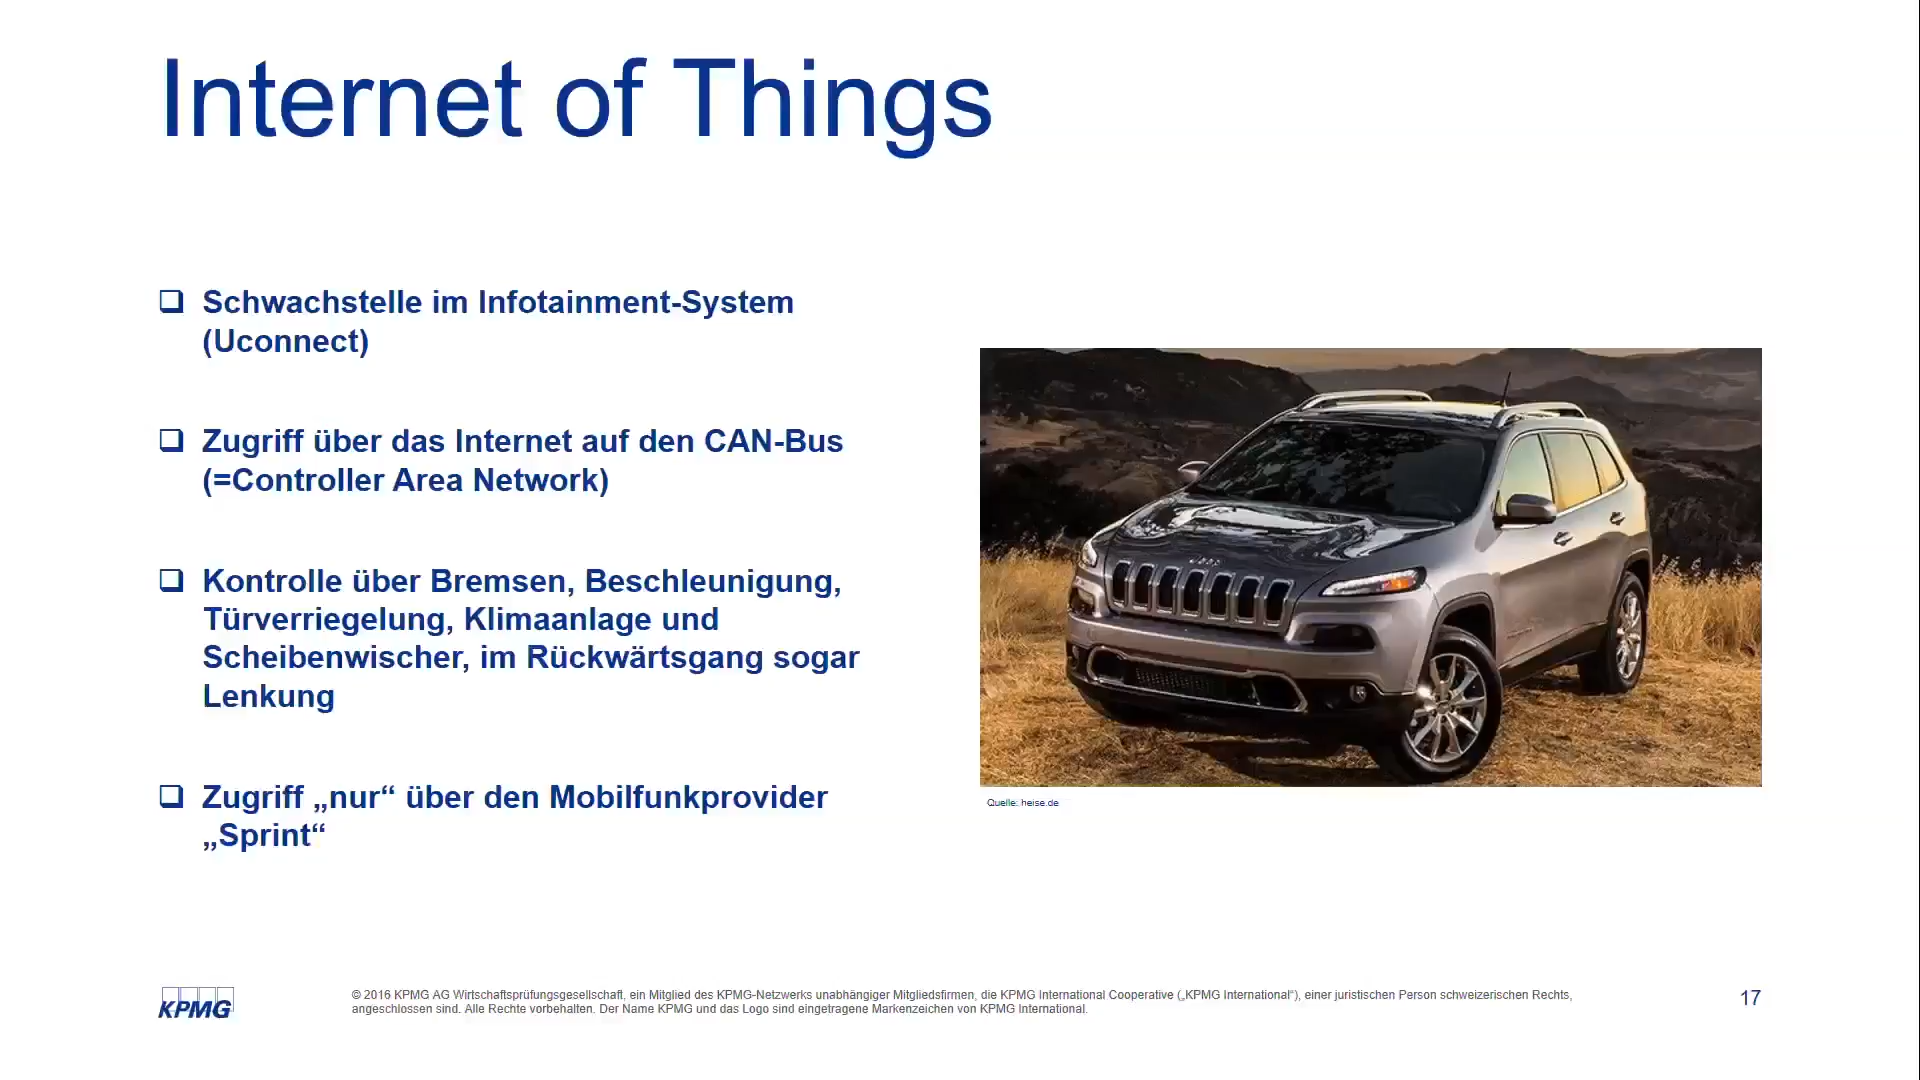 Internet of Things
❑ Schwachstelle im Infotainment-System
(Uconnect)
❑ Zugriff über das Internet auf den CAN-Bus
(=Controller Area Network)
❑ Kontrolle über Bremsen, Beschleunigung,
Türverriegelung, Klimaanlage und
Scheibenwischer, im Rückwärtsgang sogar
Lenkung
❑ Zugriff „nur“ über den Mobilfunkprovider
„Sprint“
Jeep
Quelle: heise.de
KPMG
© 2016 KPMG AG Wirtschaftsprüfungsgesellschaft, ein Mitglied des KPMG-Netzwerks unabhängiger Mitgliedsfirmen, die KPMG International Cooperative („KPMG International“), einer juristischen Person schweizerischen Rechts,
angeschlossen sind. Alle Rechte vorbehalten. Der Name KPMG und das Logo sind eingetragene Markenzeichen von KPMG International.
17